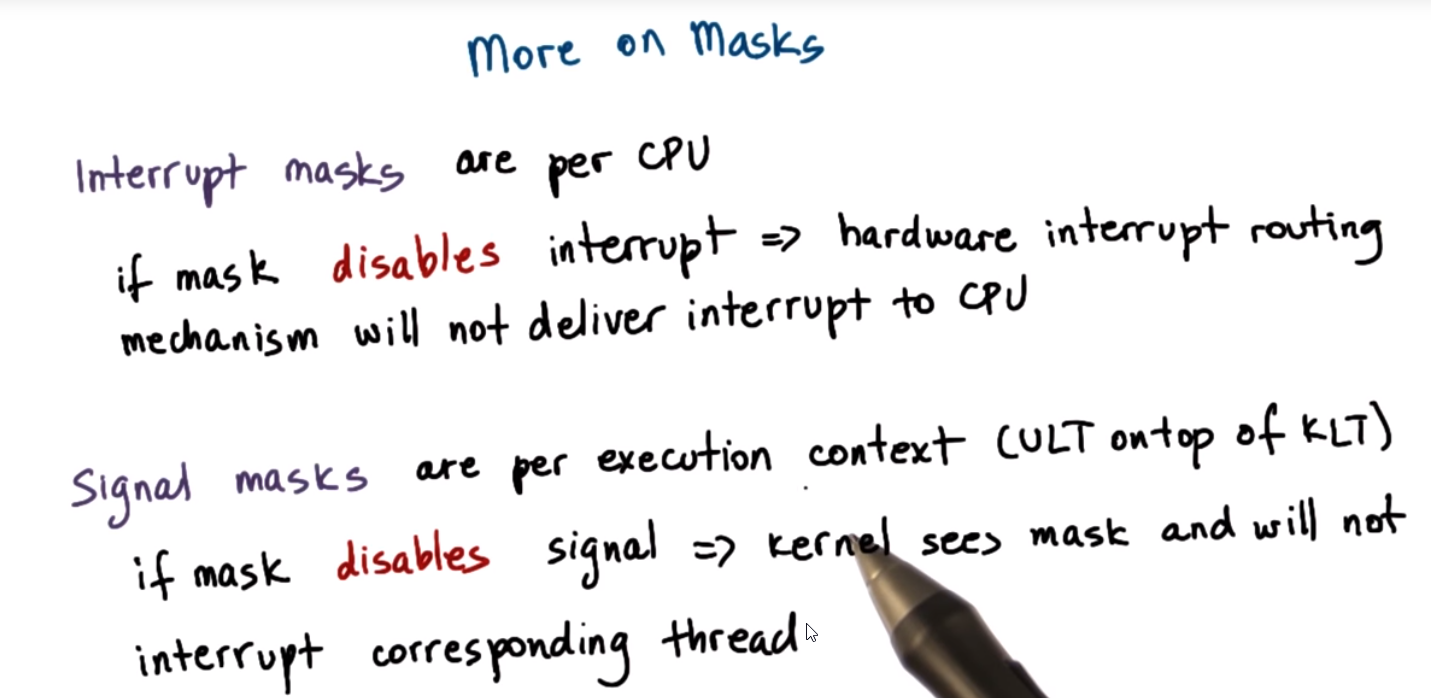 More on Masks
Interrupt masks are per CPU
if mask disables interrupt => hardware interrupt routing
mechanism will not deliver interrupt to CPU
Signal masks are per execution context (ULT on top of KLT)
if mask disables signal => kernel sees mask and will not
interrupt corresponding thread